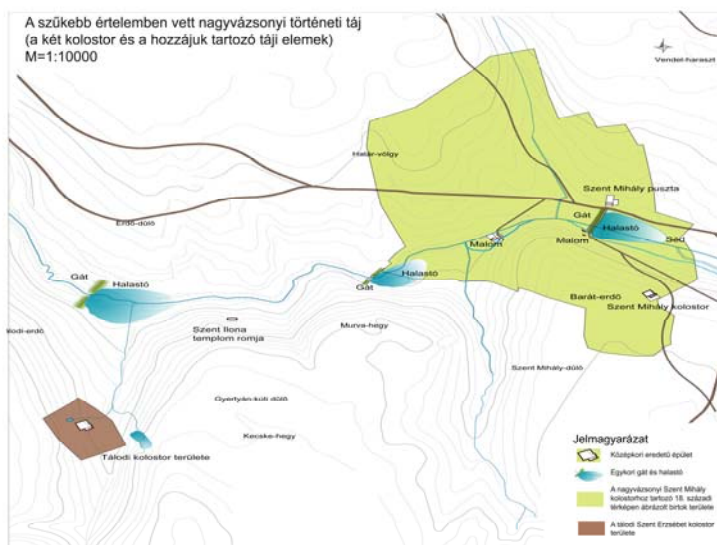 A szűkebb értelemben vett nagyvázsonyi történeti táj
(a két kolostor és a hozzájuk tartozó táji elemek)
M=1:10000
Vendel-haraszt
Határ-völgy
Szent Mihály puszta
Gát
Halastó
Séd
Malom
Malom
Erdő-dűlő
Gát
Halastó
Halastó
Gát
Barát-erdő
Szent Mihály kolostor
Szent Ilona
templom romja
Murva-hegy
Tálodi-erdő
Szent Mihály-dűlő
Gyertyán-kúti dűlő
Kecske-hegy
Tálodi kolostor területe
Jelmagyarázat
Középkori eredetű épület
Egykori gát és halastó
A nagyvázsonyi Szent Mihály
kolostorhoz tartozó 18. századi
térképen ábrázolt birtok területe
A tálodi Szent Erzsébet kolostor
területe